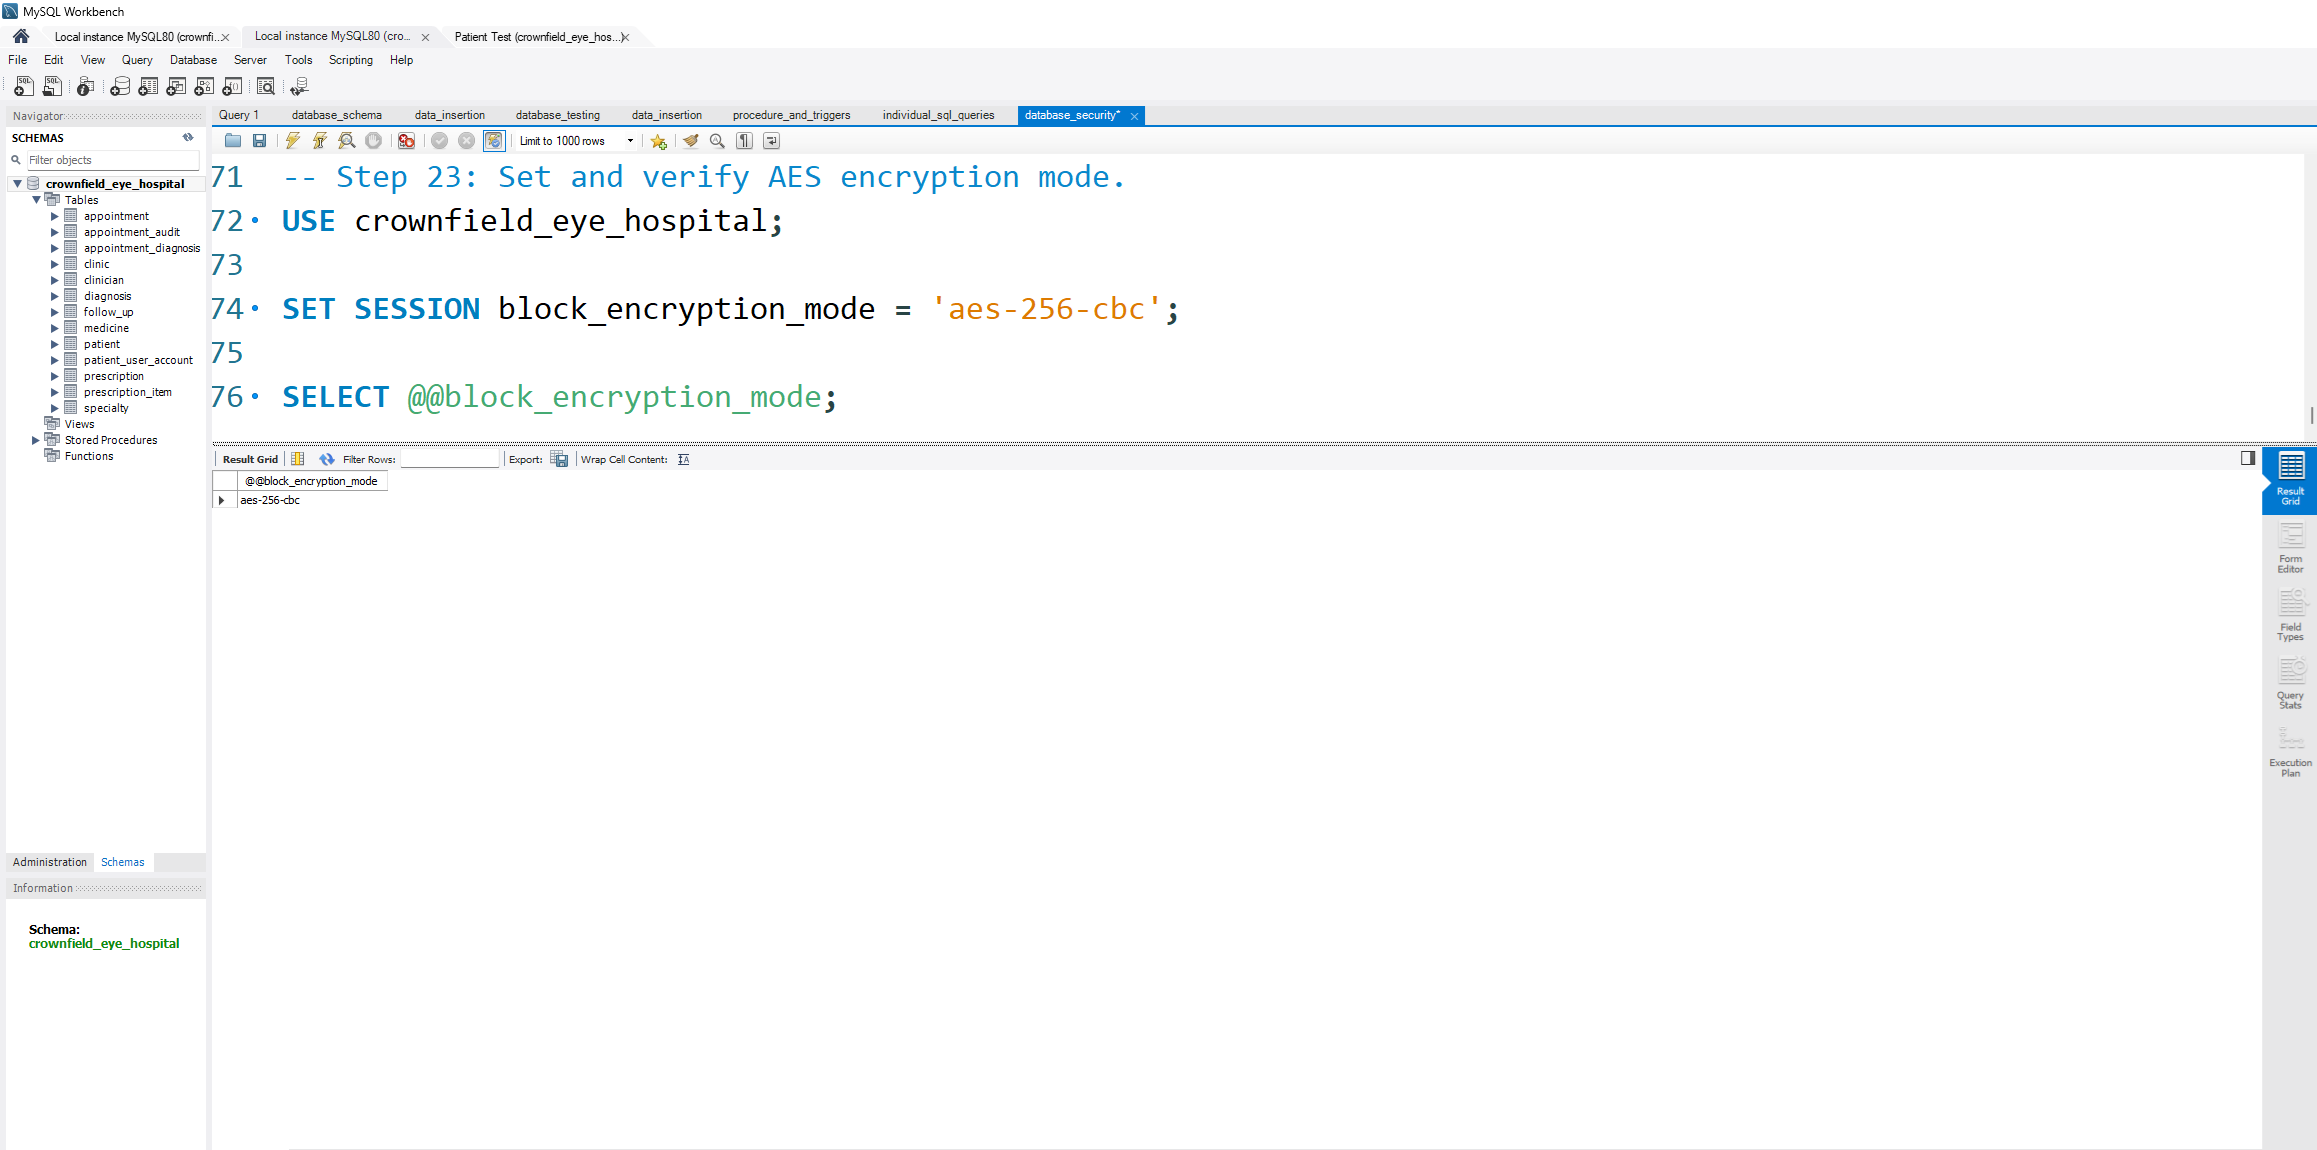 MySQL Workbench
Local instance MySQL80 (crownfi...
Local instance MySQL80 (cro...
Patient Test (crownfield_eye_hos...)
File Edit View Query Database Server Tools Scripting Help
Navigator
SCHEMAS
Filter objects
crownfield_eye_hospital
Tables
appointment
appointment_audit
appointment_diagnosis
clinic
clinician
diagnosis
follow_up
medicine
patient
patient_user_account
prescription
prescription_item
specialty
Views
Stored Procedures
Functions
Administration Schemas
Information
Schema:
crownfield_eye_hospital
Query 1 database_schema data_insertion database_testing data_insertion procedure_and_triggers individual_sql_queries database_security*
Limit to 1000 rows
71 -- Step 23: Set and verify AES encryption mode.
72 USE crownfield_eye_hospital;
73
74 SET SESSION block_encryption_mode = 'aes-256-cbc';
75
76 SELECT @@block_encryption_mode;
Result Grid Filter Rows: Export: Wrap Cell Content:
@@block_encryption_mode
aes-256-cbc
Result
Grid
Form
Editor
Field
Types
Query
Stats
Execution
Plan